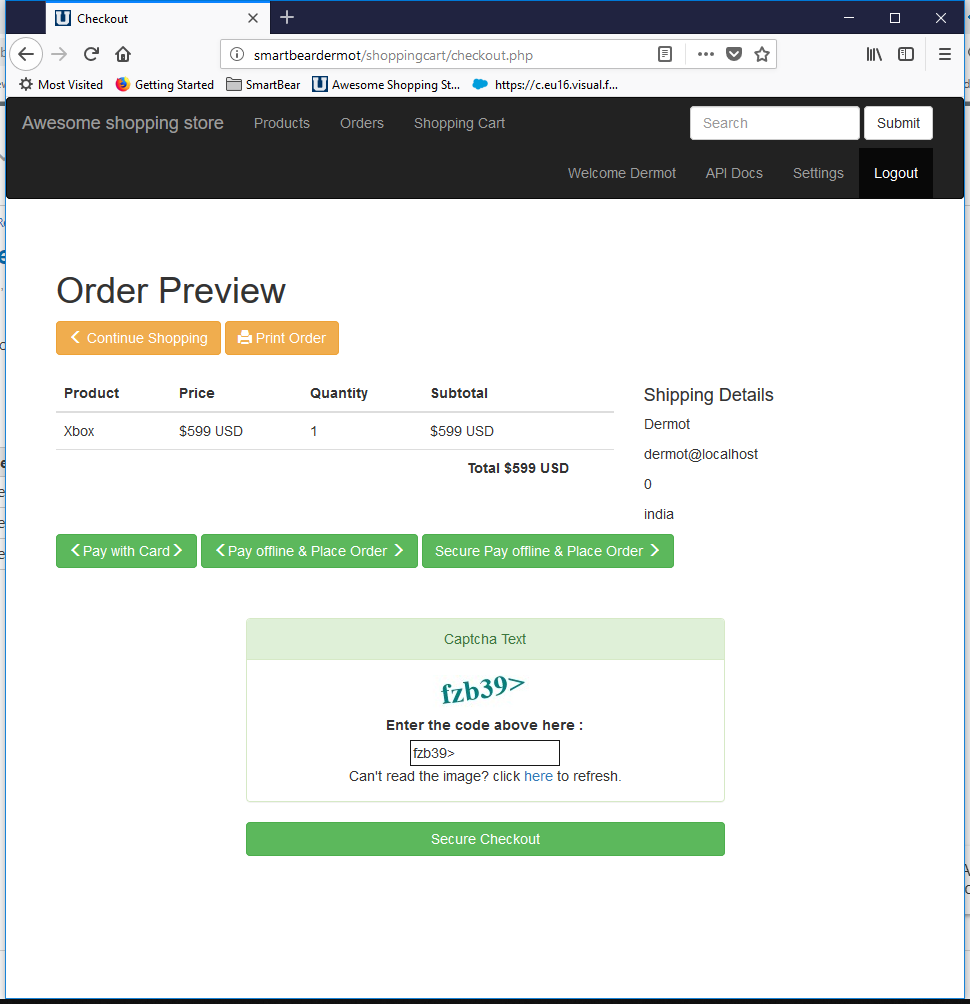 Checkout
smartbeardermot/shoppingcart/checkout.php
Most Visited Getting Started SmartBear Awesome Shopping St... https://c.eu16.visual.f...
Awesome shopping store Products Orders Shopping Cart Search Submit
Welcome Dermot API Docs Settings Logout
Order Preview
Continue Shopping Print Order
Product Price Quantity Subtotal
Xbox $599 USD 1 $599 USD
Total $599 USD
Shipping Details
Dermot
dermot@localhost
0
india
Pay with Card Pay offline & Place Order Secure Pay offline & Place Order
Captcha Text
fzb39>
Enter the code above here :
fzb39>
Can't read the image? click here to refresh.
Secure Checkout